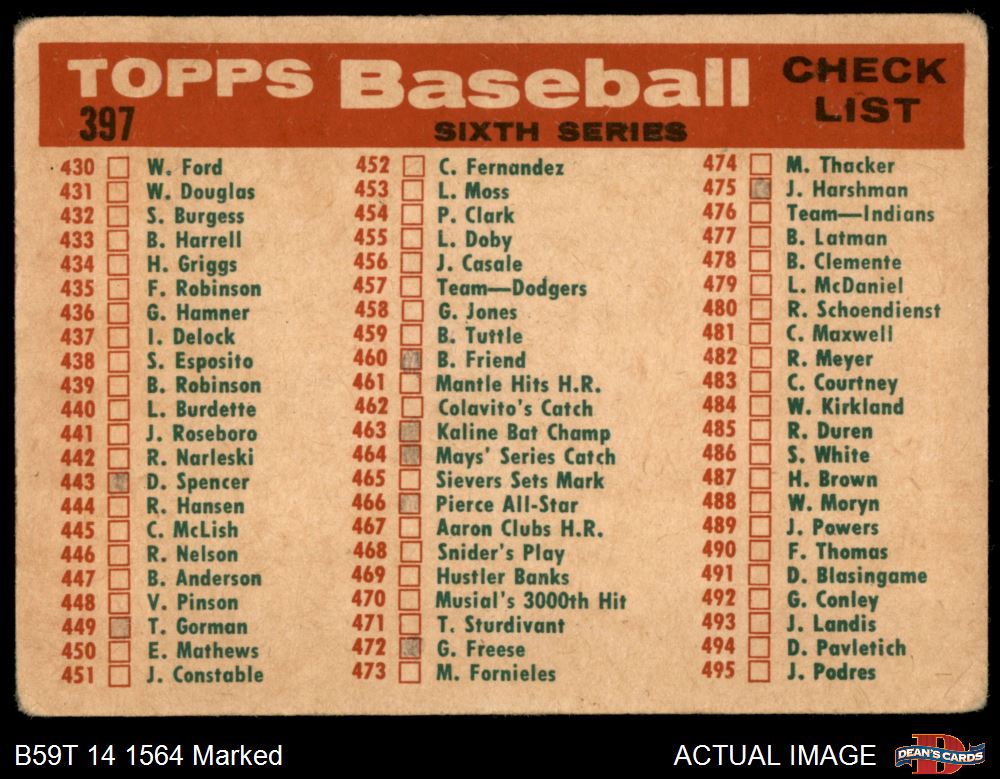 TOPPS Baseball CHECK LIST
397 SIXTH SERIES
430 W. Ford
431 W. Douglas
432 S. Burgess
433 B. Harrell
434 H. Griggs
435 F. Robinson
436 G. Hamner
437 I. Delock
438 S. Esposito
439 B. Robinson
440 L. Burdette
441 J. Roseboro
442 R. Narleski
443 D. Spencer
444 R. Hansen
445 C. McLish
446 R. Nelson
447 B. Anderson
448 V. Pinson
449 T. Gorman
450 E. Mathews
451 J. Constable
452 C. Fernandez
453 L. Moss
454 P. Clark
455 L. Doby
456 J. Casale
457 Team—Dodgers
458 G. Jones
459 B. Tuttle
460 B. Friend
461 Mantle Hits H.R.
462 Colavito's Catch
463 Kaline Bat Champ
464 Mays' Series Catch
465 Sievers Sets Mark
466 Pierce All-Star
467 Aaron Clubs H.R.
468 Snider's Play
469 Hustler Banks
470 Musial's 3000th Hit
471 T. Sturdivant
472 G. Freese
473 M. Fornieles
474 M. Thacker
475 J. Harshman
476 Team—Indians
477 B. Latman
478 B. Clemente
479 L. McDaniel
480 R. Schoendienst
481 C. Maxwell
482 R. Meyer
483 C. Courtney
484 W. Kirkland
485 R. Duren
486 S. White
487 H. Brown
488 W. Moryn
489 J. Powers
490 F. Thomas
491 D. Blasingame
492 G. Conley
493 J. Landis
494 D. Pavletich
495 J. Podres
B59T 14 1564 Marked
ACTUAL IMAGE
DEAN'S CARDS